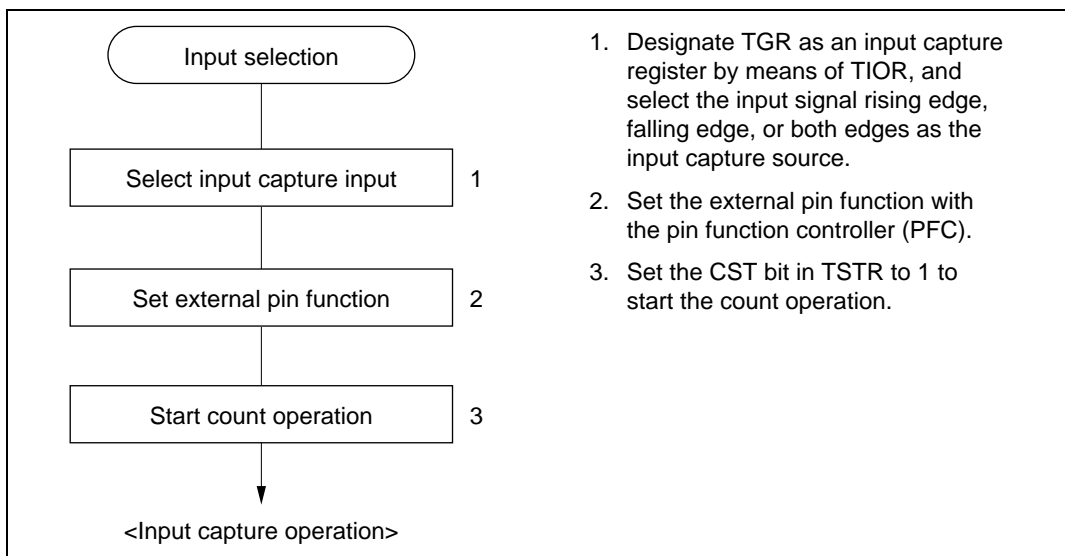 Input selection
Select input capture input 1
Set external pin function 2
Start count operation 3
<Input capture operation>
1. Designate TGR as an input capture
register by means of TIOR, and
select the input signal rising edge,
falling edge, or both edges as the
input capture source.
2. Set the external pin function with
the pin function controller (PFC).
3. Set the CST bit in TSTR to 1 to
start the count operation.